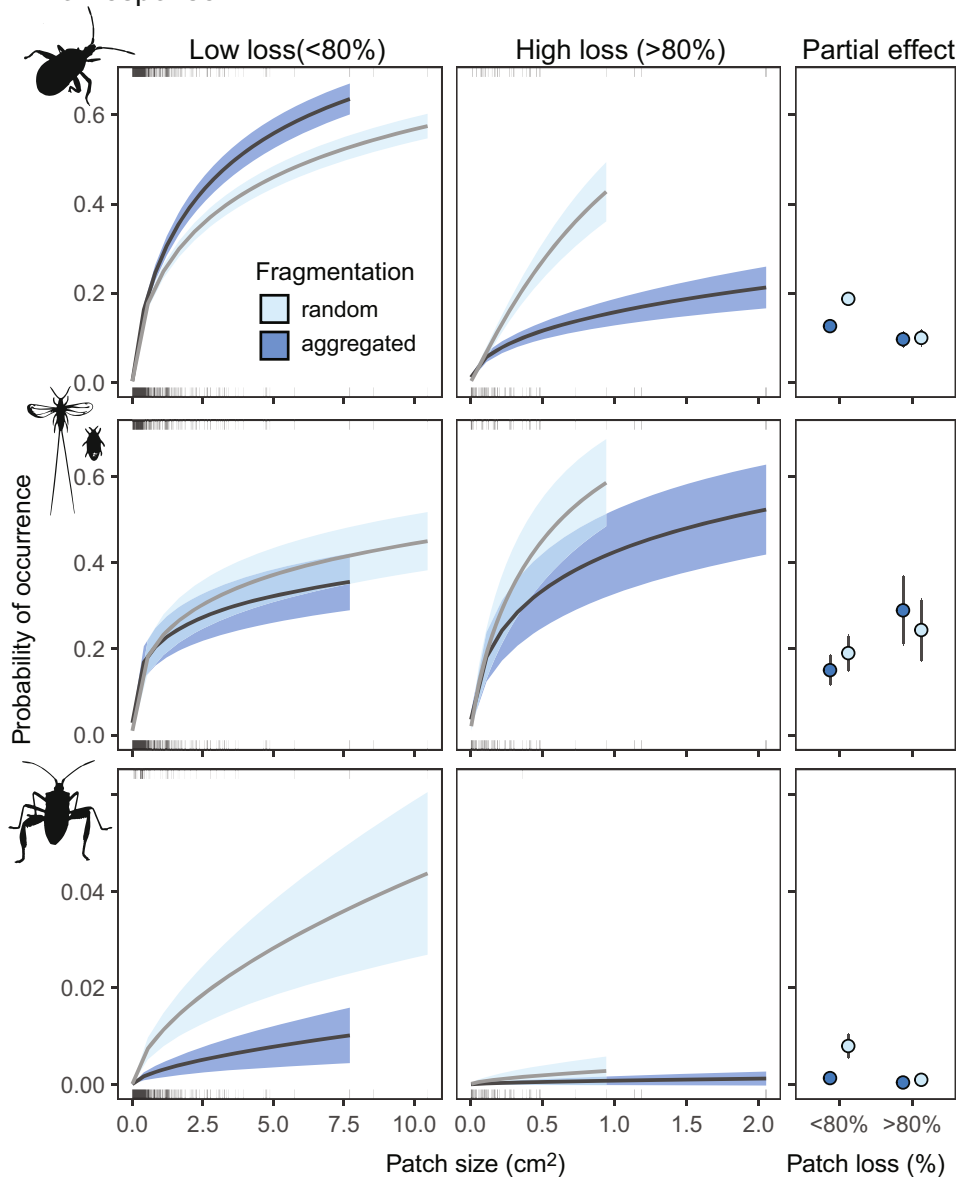 Low loss(<80%)
High loss (>80%)
Partial effect
0.6
0.4
0.2
0.0
Fragmentation
random
aggregated
0.6
0.4
0.2
0.0
Probability of occurrence
0.04
0.02
0.00
0.0 2.5 5.0 7.5 10.0
0.0 0.5 1.0 1.5 2.0
<80% >80%
Patch size (cm²)
Patch loss (%)